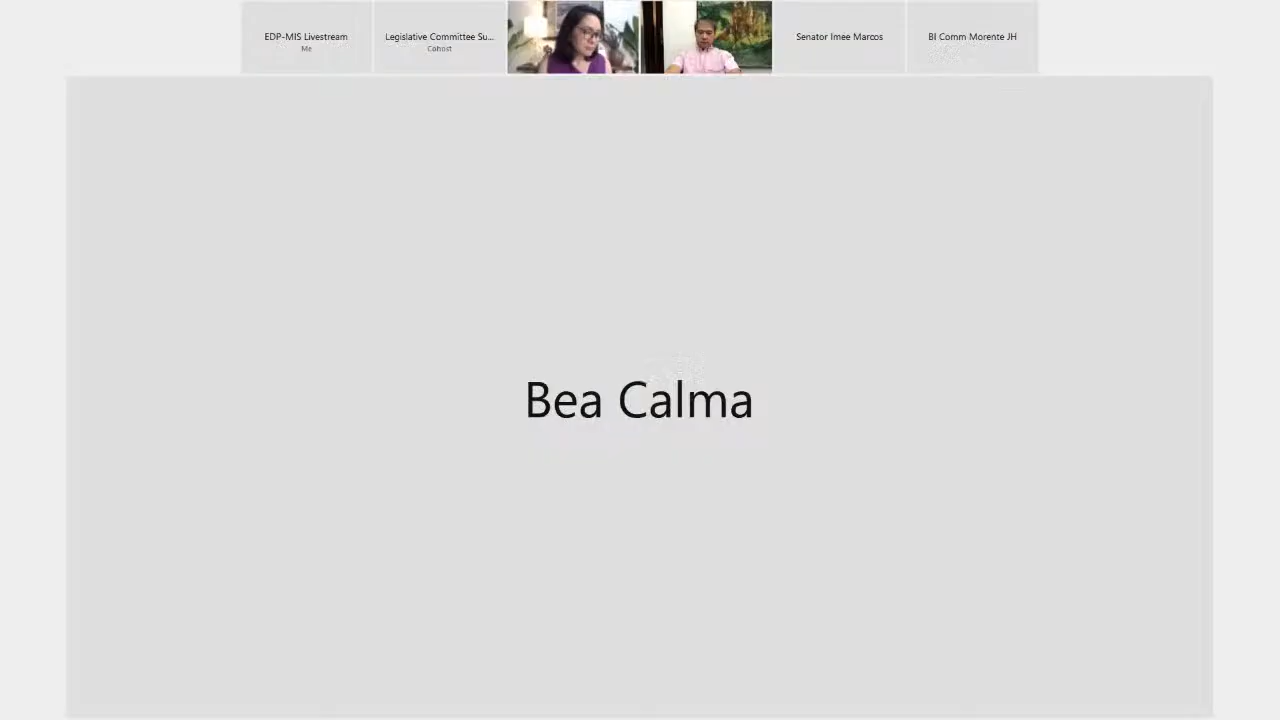 EDP-MIS Livestream
Me
Legislative Committee Su...
Cohost
Senator Imee Marcos
BI Comm Morente JH
Bea Calma